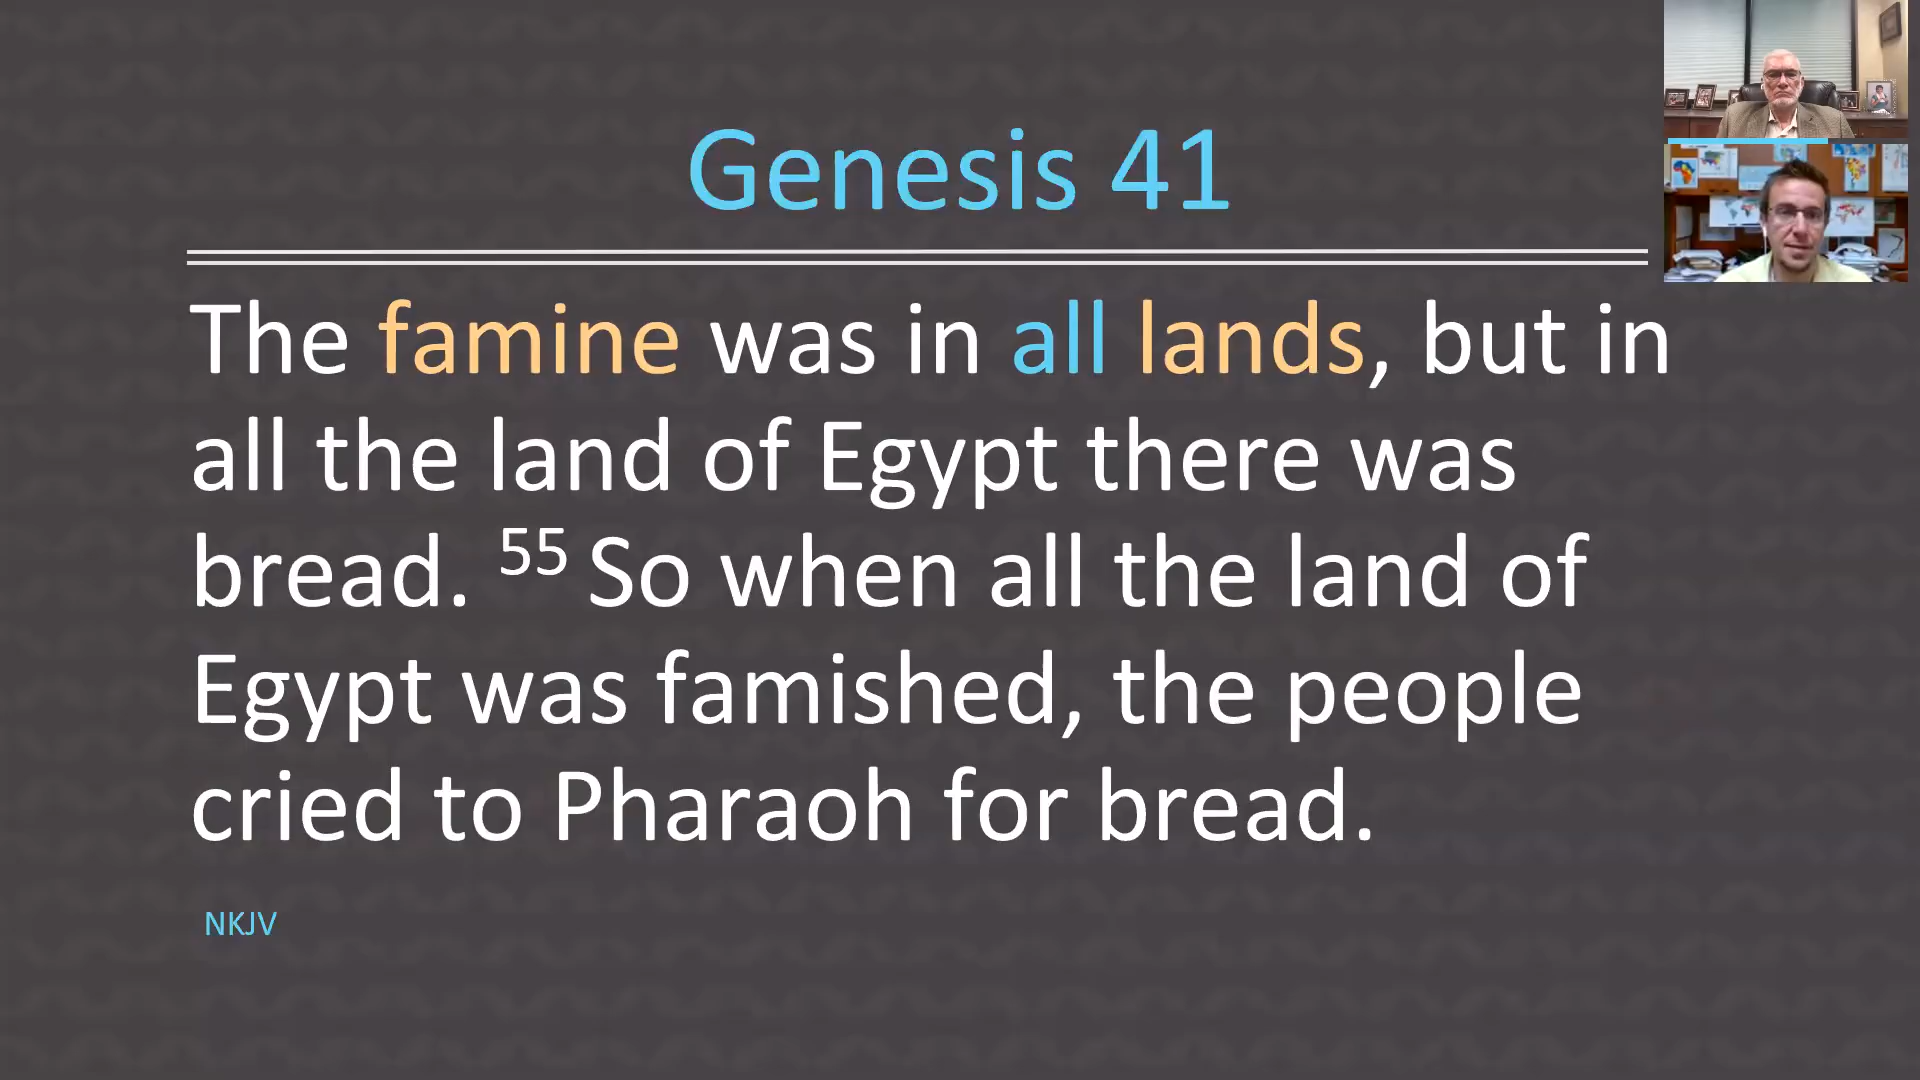 Genesis 41
The famine was in all lands, but in
all the land of Egypt there was
bread. 55 So when all the land of
Egypt was famished, the people
cried to Pharaoh for bread.
NKJV